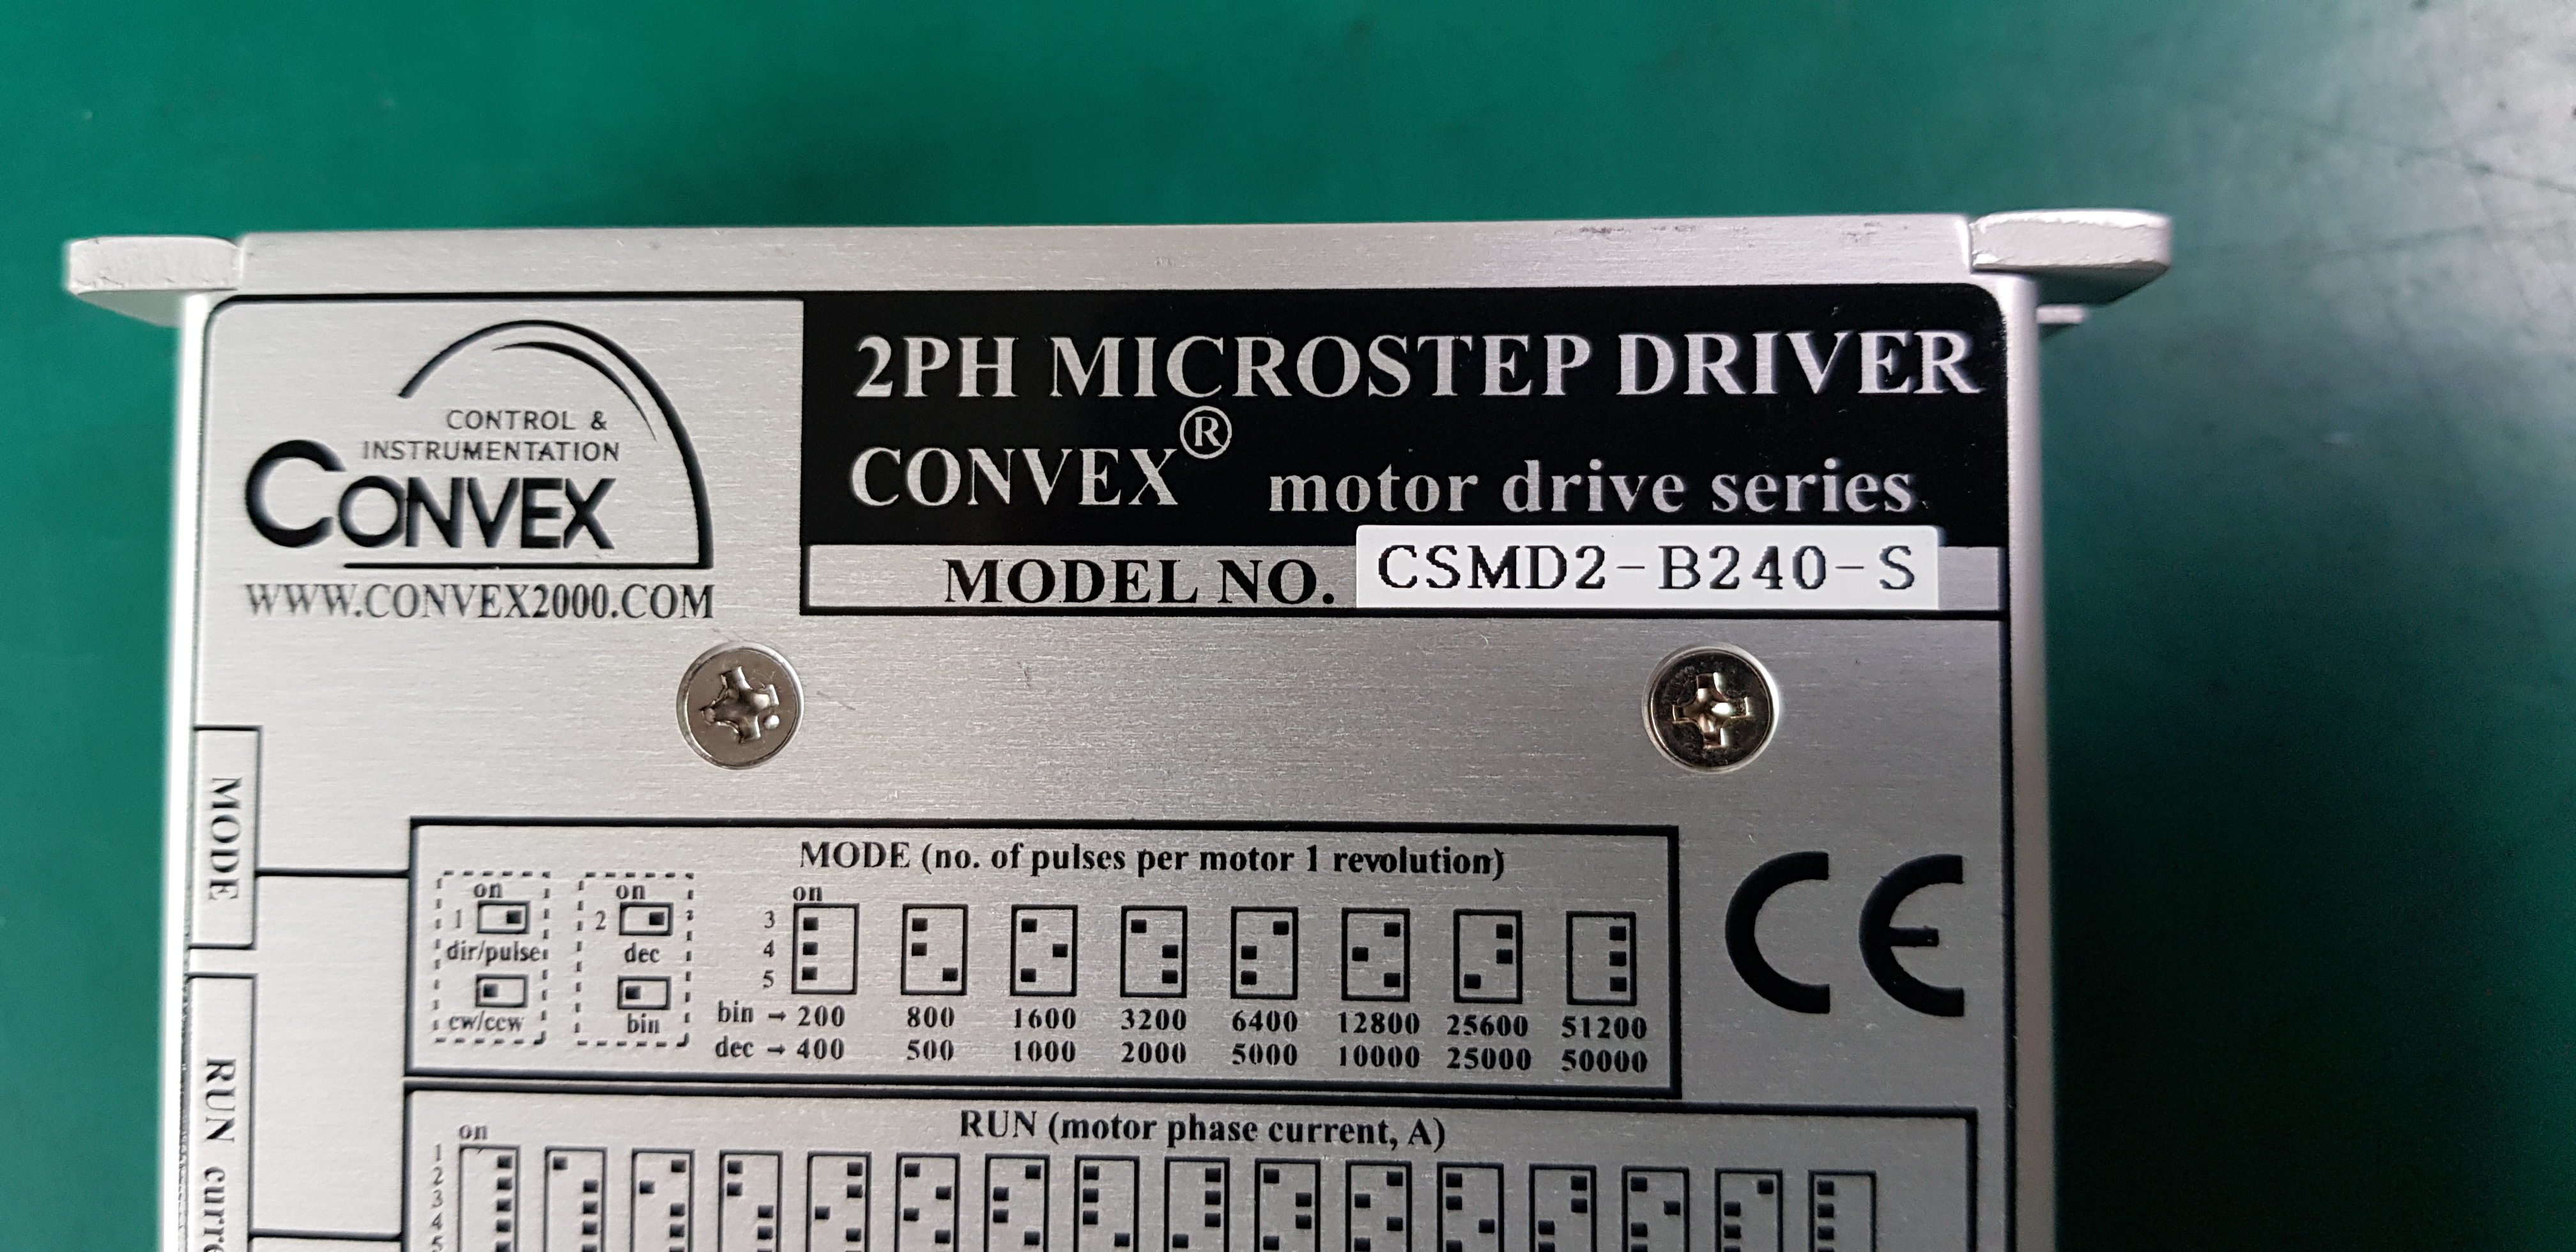 CONTROL &
INSTRUMENTATION
CONVEX
WWW.CONVEX2000.COM
2PH MICROSTEP DRIVER
CONVEX® motor drive series
MODEL NO. CSMD2-B240-S
MODE
MODE (no. of pulses per motor 1 revolution)
on
1
dir/pulse
cw/ccw
on
2
dec
bin
on
3
4
5
bin → 200 800 1600 3200 6400 12800 25600 51200
dec → 400 500 1000 2000 5000 10000 25000 50000
CE
RUN
RUN (motor phase current, A)
on
1
2
3
4